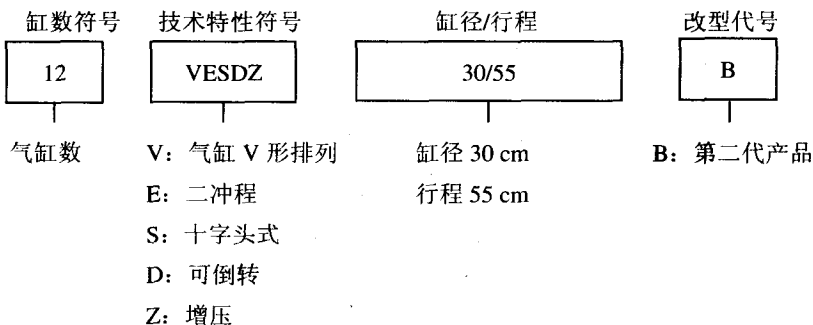 缸数符号 技术特性符号 缸径/行程 改型代号
12 VESDZ 30/55 B
气缸数 V：气缸 V 形排列 缸径 30 cm B：第二代产品
E：二冲程 行程 55 cm
S：十字头式
D：可倒转
Z：增压